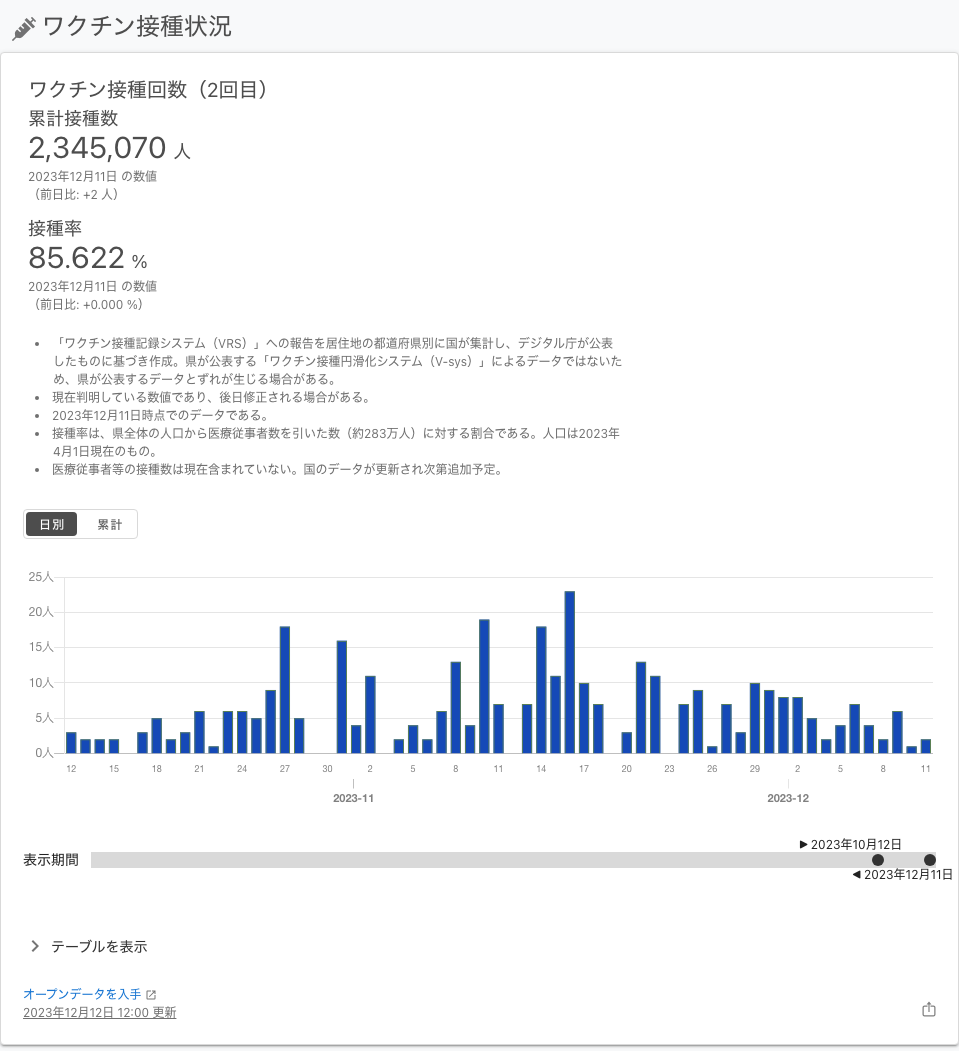 ワクチン接種状況
ワクチン接種回数（2回目）
累計接種数
2,345,070 人
2023年12月11日 の数値
（前日比: +2 人）
接種率
85.622 %
2023年12月11日 の数値
（前日比: +0.000 %）
• 「ワクチン接種記録システム（VRS）」への報告を居住地の都道府県別に国が集計し、デジタル庁が公表
したものに基づき作成。県が公表する「ワクチン接種円滑化システム（V-sys）」によるデータではないた
め、県が公表するデータとずれが生じる場合がある。
• 現在判明している数値であり、後日修正される場合がある。
• 2023年12月11日時点でのデータである。
• 接種率は、県全体の人口から医療従事者数を引いた数（約283万人）に対する割合である。人口は2023年
4月1日現在のもの。
• 医療従事者等の接種数は現在含まれていない。国のデータが更新され次第追加予定。
日別 累計
25人
20人
15人
10人
5人
0人
12 15 18 21 24 27 30 2 5 8 11 14 17 20 23 26 29 2 5 8 11
2023-11 2023-12
▶ 2023年10月12日
表示期間
◀ 2023年12月11日
テーブルを表示
オープンデータを入手
2023年12月12日 12:00 更新